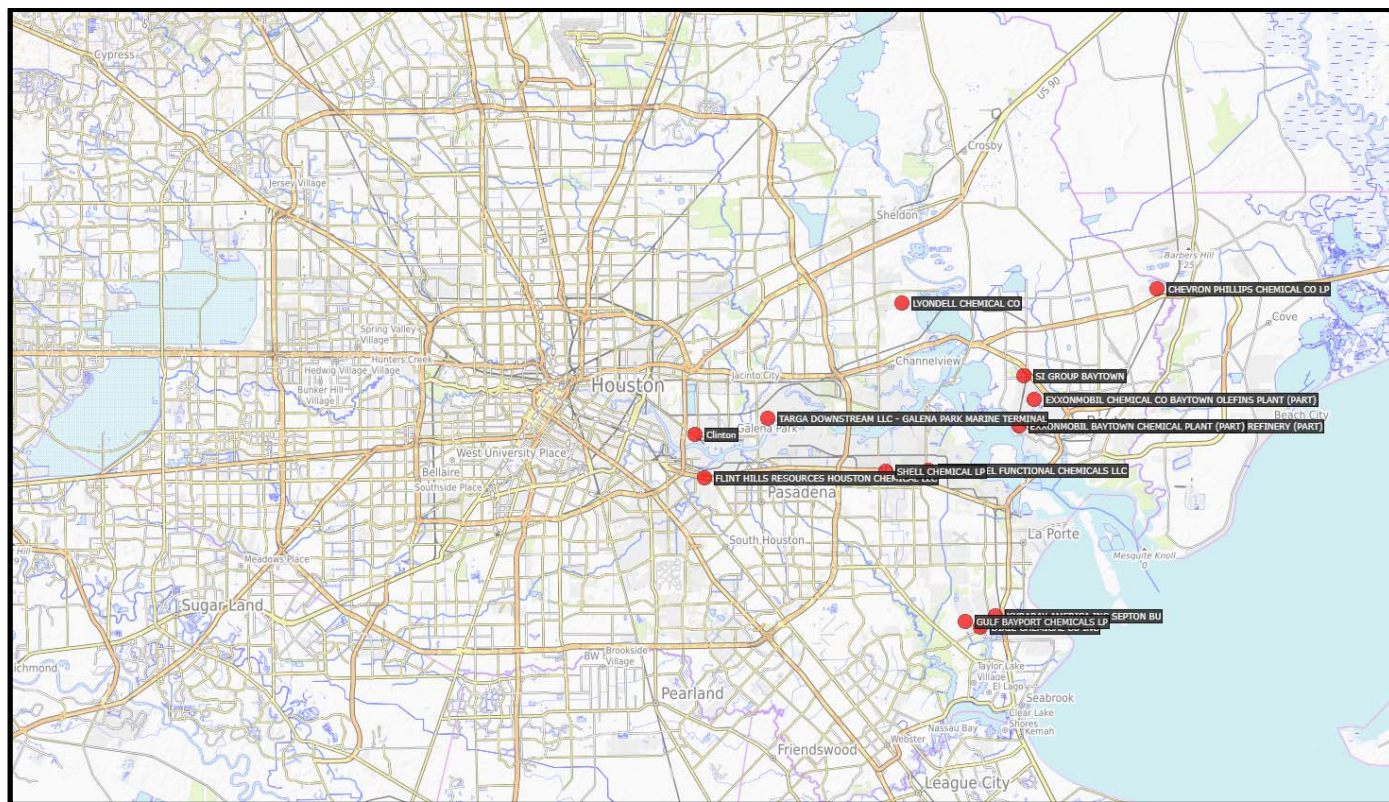 Cypress
US 90
Crosby
Jersey Village
Sheldon
Barbers Hill
25
CHEVRON PHILLIPS CHEMICAL CO LP
LYONDELL CHEMICAL CO
Cove
Spring Valley
Village
Hunters Creek
Hedwig Village
Village
Bunker Hill
Village
Channelview
Houston
Jacinto City
SI GROUP BAYTOWN
EXXONMOBIL CHEMICAL CO BAYTOWN OLEFINS PLANT (PART)
Beach City
TARGA DOWNSTREAM LLC - GALENA PARK MARINE TERMINAL
Galena Park
EXXONMOBIL BAYTOWN CHEMICAL PLANT (PART) REFINERY (PART)
Clinton
West University Place
Bellaire
Southside Place
SHELL CHEMICAL LP
EL FUNCTIONAL CHEMICALS LLC
FLINT HILLS RESOURCES HOUSTON CHEMICAL LLC
Pasadena
La Porte
South Houston
Mesquite Knoll
0
Hill
Meadows Place
Sugar Land
SEPTON BU
GULF BAYPORT CHEMICALS LP
BW
Brookside
Village
Taylor Lake
Village
El Lago
Pearland
Seabrook
Clear Lake
Shores
Kemah
Nassau Bay
Webster
Friendswood
League City